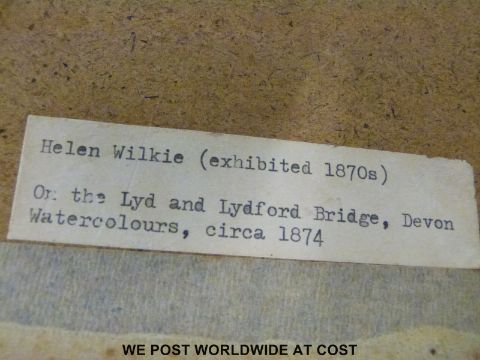 Helen Wilkie (exhibited 1870s)
On the Lyd and Lydford Bridge, Devon
Watercolours, circa 1874
WE POST WORLDWIDE AT COST